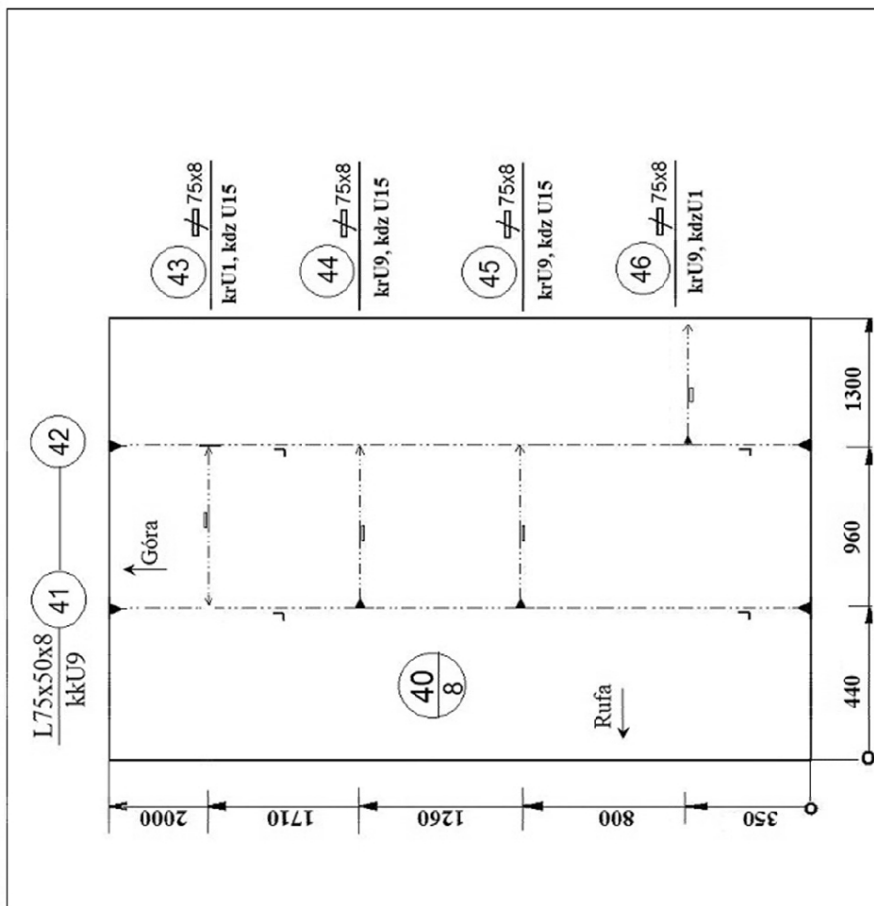 42
41
L75x50x8
kkU9
Góra
43
75x8
krU1, kdz U15
44
75x8
krU9, kdz U15
45
75x8
krU9, kdz U15
46
75x8
krU9, kdzU1
40
8
Rufa
2000
1710
1260
800
350
O
O
440
960
1300